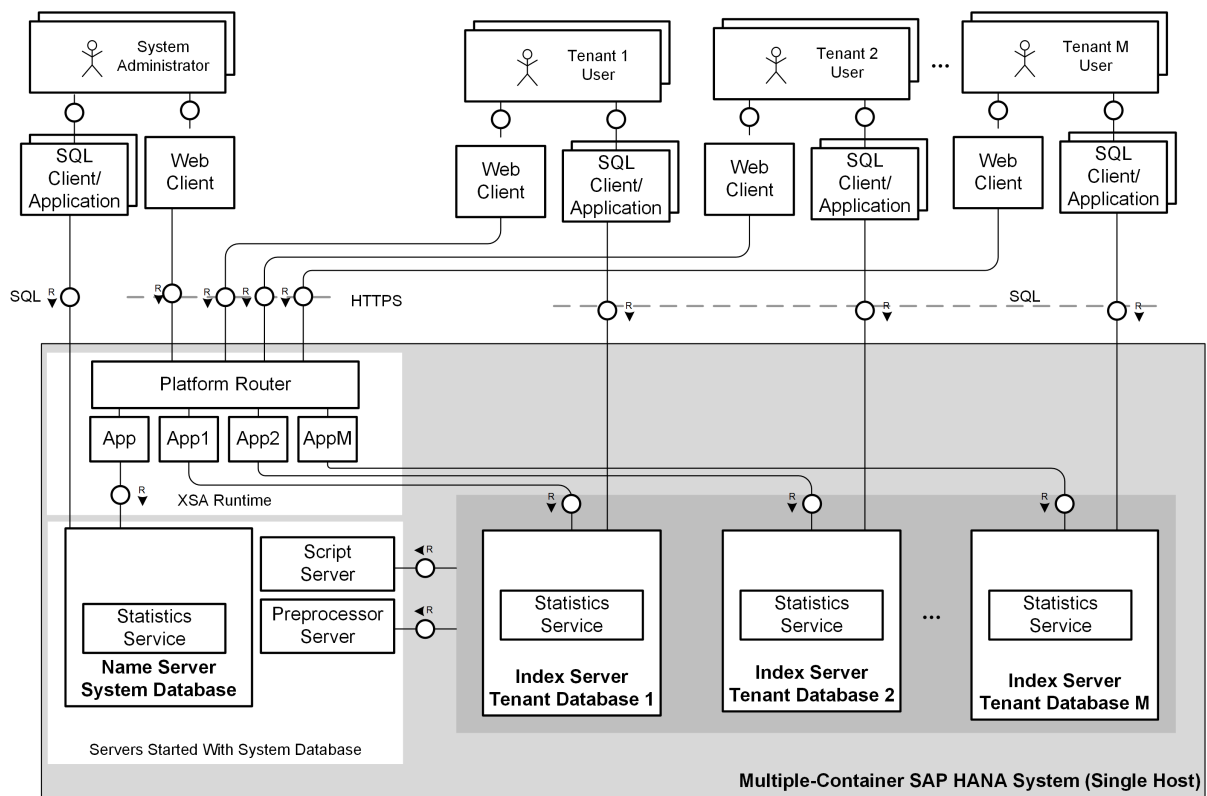 System
Administrator
Tenant 1
User
Tenant 2
User
...
Tenant M
User
SQL
Client/
Application
Web
Client
Web
Client
SQL
Client/
Application
Web
Client
SQL
Client/
Application
Web
Client
SQL
Client/
Application
SQL
R
R
R
R
R
HTTPS
SQL
R
R
R
Platform Router
App
App1
App2
AppM
R
XSA Runtime
R
R
R
Script
Server
R
Preprocessor
Server
R
Statistics
Service
Name Server
System Database
Statistics
Service
Index Server
Tenant Database 1
Statistics
Service
Index Server
Tenant Database 2
...
Statistics
Service
Index Server
Tenant Database M
Servers Started With System Database
Multiple-Container SAP HANA System (Single Host)